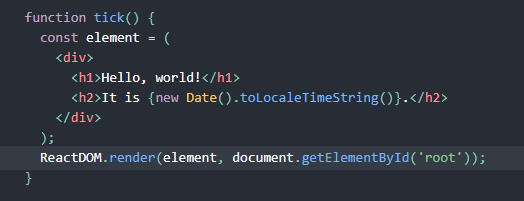 function tick() {
  const element = (
    <div>
      <h1>Hello, world!</h1>
      <h2>It is {new Date().toLocaleTimeString()}.</h2>
    </div>
  );
  ReactDOM.render(element, document.getElementById('root'));
}